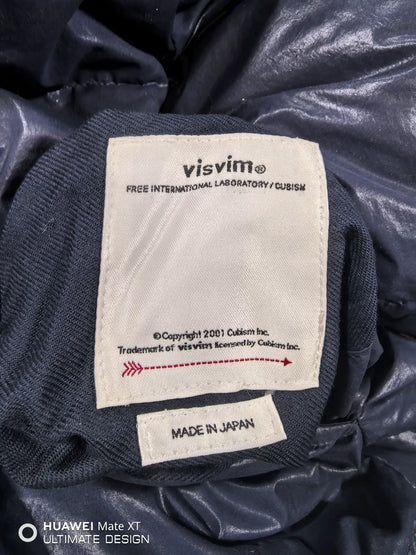 visvim®
FREE INTERNATIONAL LABORATORY / CUBISM
©Copyright 2001 Cubism Inc.
Trademark of visvim licensed by Cubism Inc.
MADE IN JAPAN
HUAWEI Mate XT
ULTIMATE DESIGN